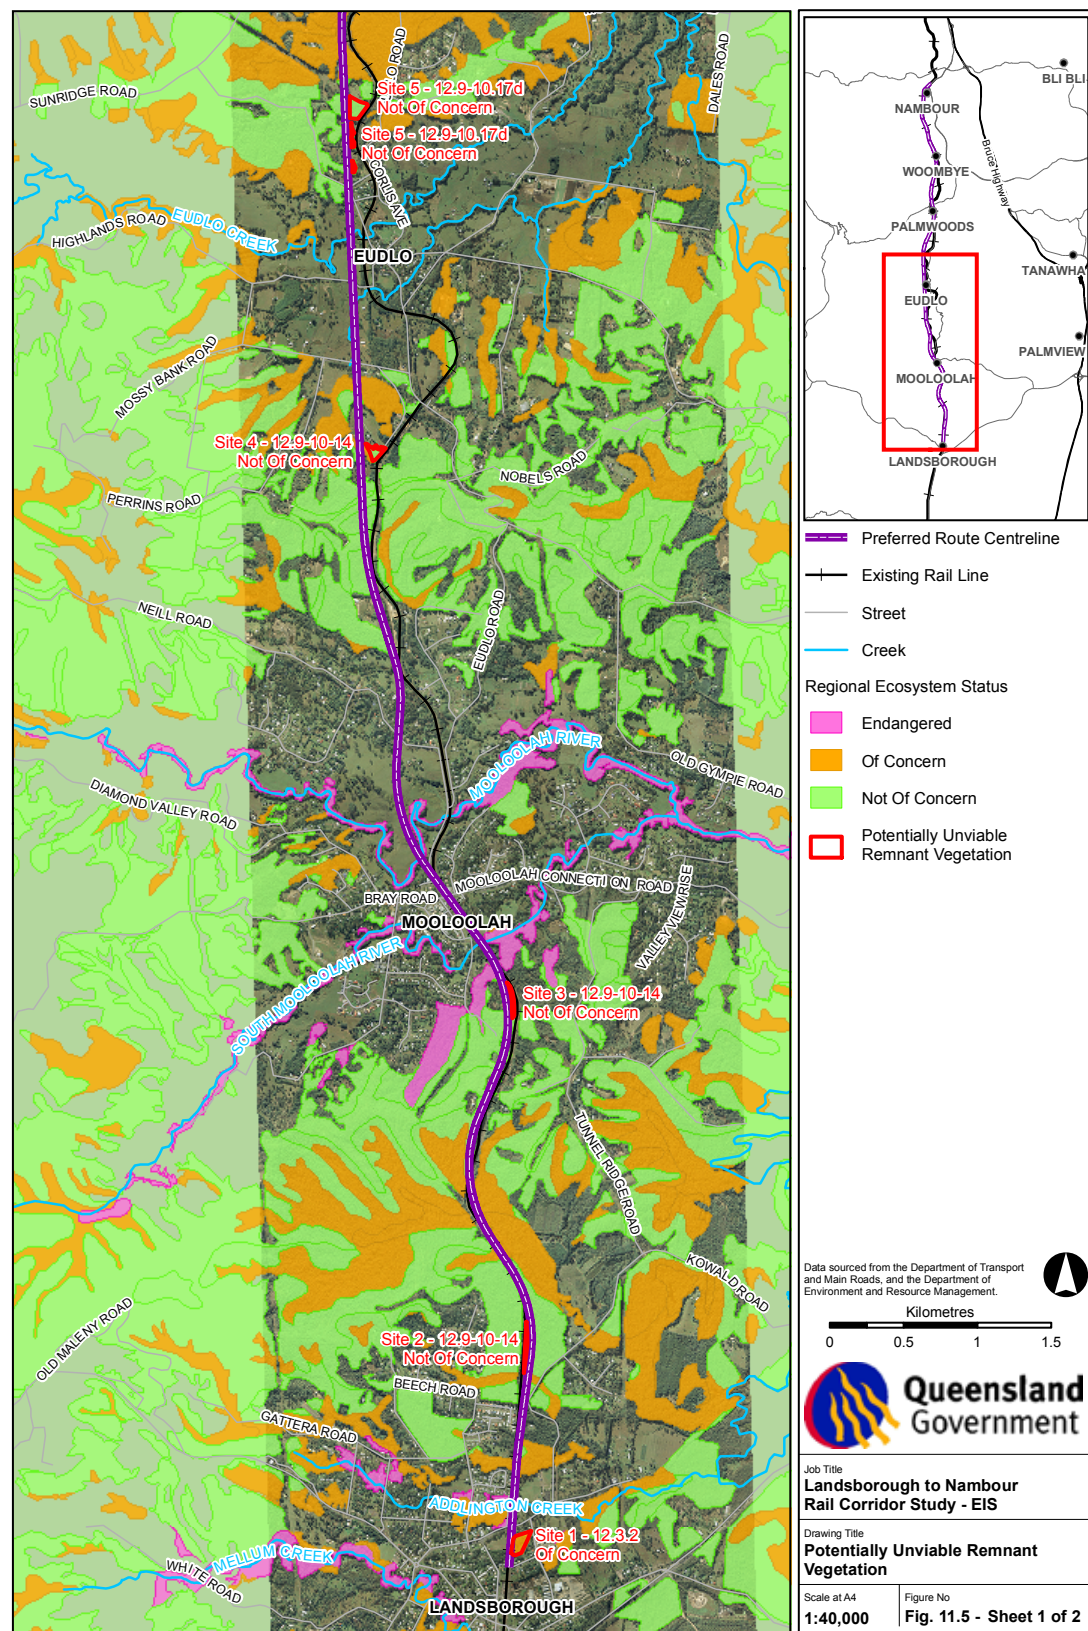 SUNRIDGE ROAD
DALES ROAD
LO ROAD
Site 5 - 12.9-10.17d
Not Of Concern
Site 5 - 12.9-10.17d
Not Of Concern
CORLIS AVE
HIGHLANDS ROAD
EUDLO CREEK
EUDLO
MOSSY BANK ROAD
Site 4 - 12.9-10-14
Not Of Concern
NOBELS ROAD
PERRINS ROAD
NEILL ROAD
EUDLO ROAD
MOOLOOLAH RIVER
OLD GYMPIE ROAD
DIAMOND VALLEY ROAD
BRAY ROAD
MOOLOOLAH CONNECTION ROAD
MOOLOOLAH
VALLEY VIEW RISE
SOUTH MOOLOOLAH RIVER
Site 3 - 12.9-10-14
Not Of Concern
TUNNEL RIDGE ROAD
KOWALD ROAD
OLD MALENY ROAD
Site 2 - 12.9-10-14
Not Of Concern
BEECH ROAD
GATTERA ROAD
ADDLINGTON CREEK
Site 1 - 12.3.2
Of Concern
MELLUM CREEK
WHITE ROAD
LANDSBOROUGH
BLI BLI
NAMBOUR
Bruce Highway
WOOMBYE
PALMWOODS
TANAWHA
EUDLO
PALMVIEW
MOOLOOLAH
LANDSBOROUGH
Preferred Route Centreline
Existing Rail Line
Street
Creek
Regional Ecosystem Status
Endangered
Of Concern
Not Of Concern
Potentially Unviable
Remnant Vegetation
Data sourced from the Department of Transport
and Main Roads, and the Department of
Environment and Resource Management.
Kilometres
0 0.5 1 1.5
Queensland
Government
Job Title
Landsborough to Nambour
Rail Corridor Study - EIS
Drawing Title
Potentially Unviable Remnant
Vegetation
Scale at A4
1:40,000
Figure No
Fig. 11.5 - Sheet 1 of 2